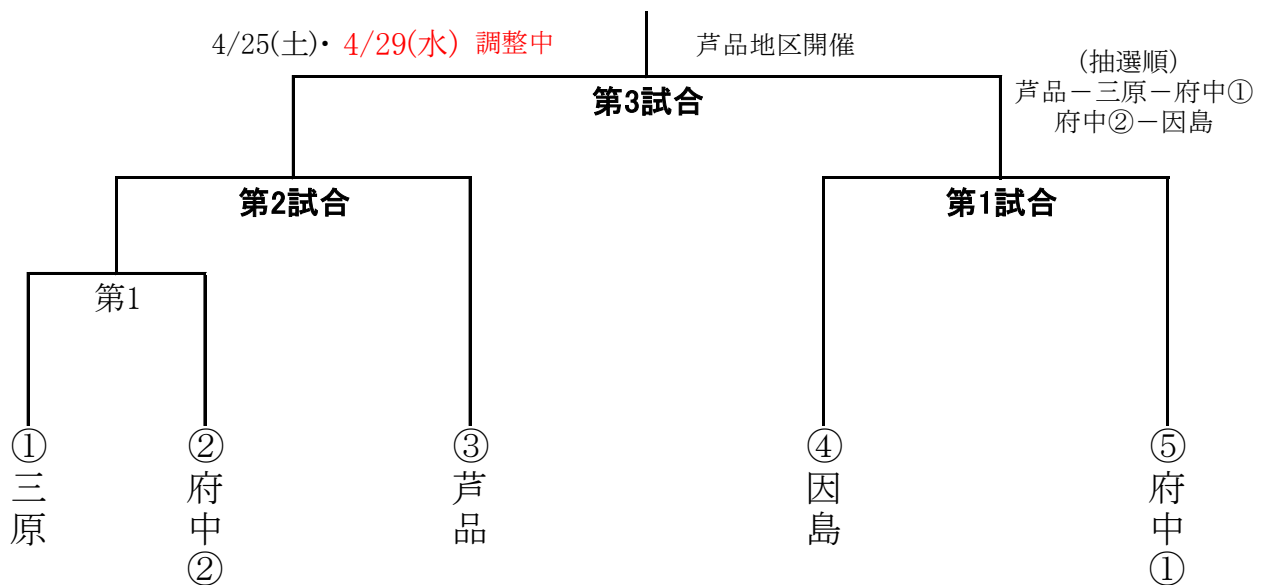 4/25(土)・ 4/29(水) 調整中
芦品地区開催
(抽選順)
芦品－三原－府中①
府中②－因島
第3試合
第2試合
第1試合
第1
①三原
②府中②
③芦品
④因島
⑤府中①